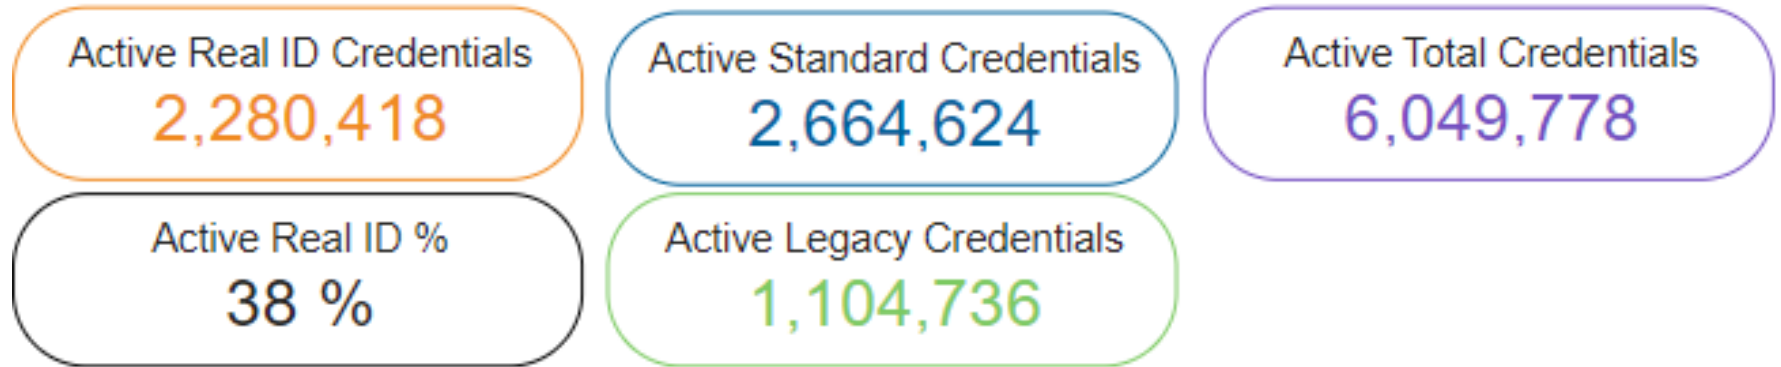 Active Real ID Credentials
2,280,418
Active Standard Credentials
2,664,624
Active Total Credentials
6,049,778
Active Real ID %
38 %
Active Legacy Credentials
1,104,736